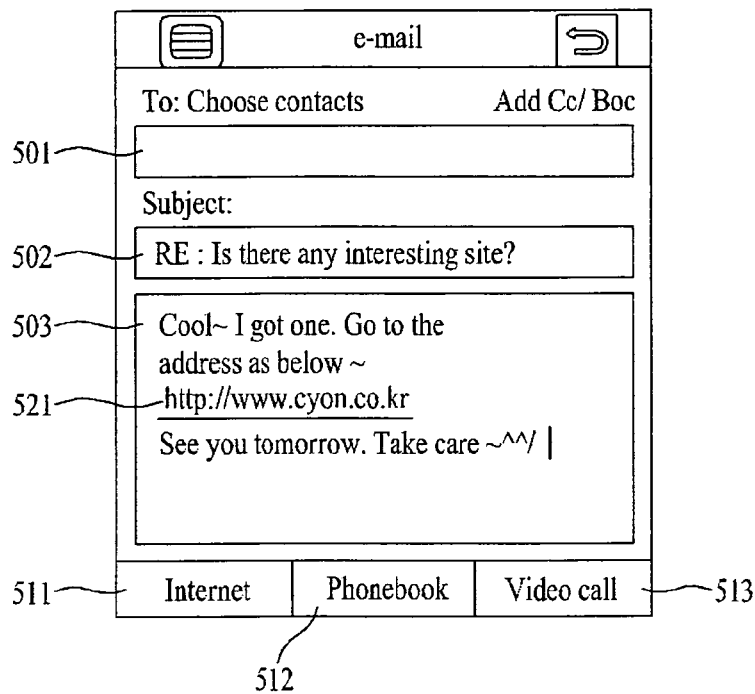 e-mail
To: Choose contacts Add Cc/ Boc
501
Subject:
502 RE : Is there any interesting site?
503 Cool~ I got one. Go to the
address as below ~
521 http://www.cyon.co.kr
See you tomorrow. Take care ~^^/
511 Internet Phonebook Video call 513
512